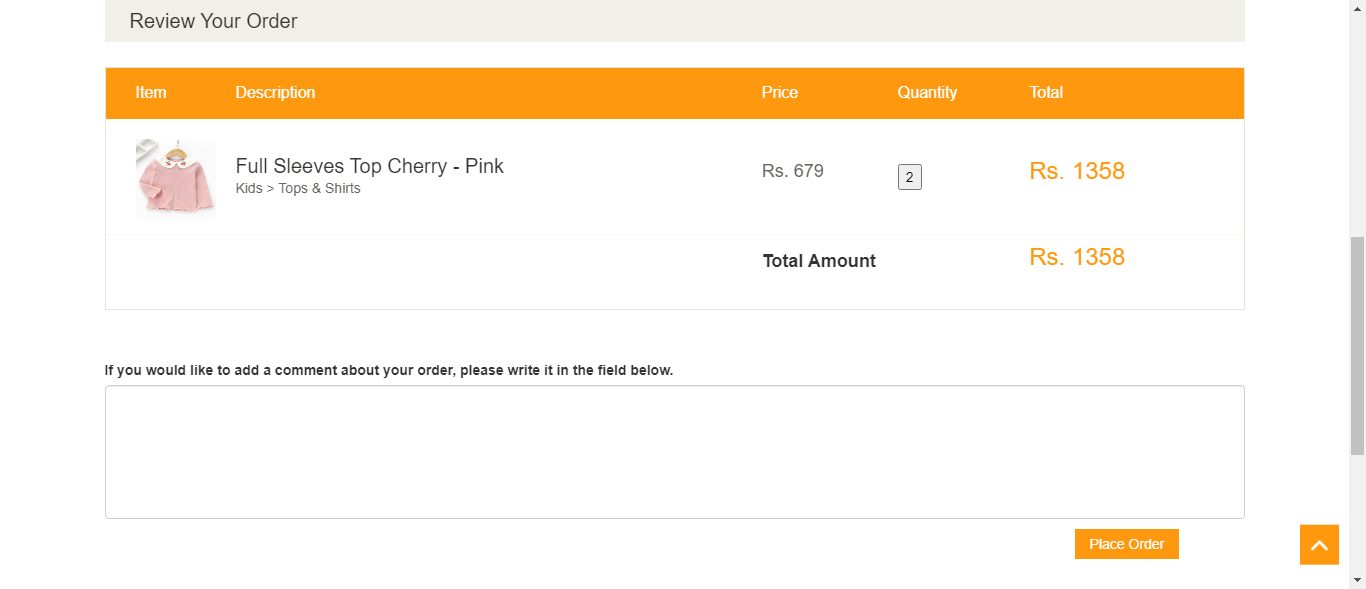 Review Your Order
Item Description Price Quantity Total
Full Sleeves Top Cherry - Pink
Kids > Tops & Shirts
Rs. 679
2
Rs. 1358
Total Amount Rs. 1358
If you would like to add a comment about your order, please write it in the field below.
Place Order